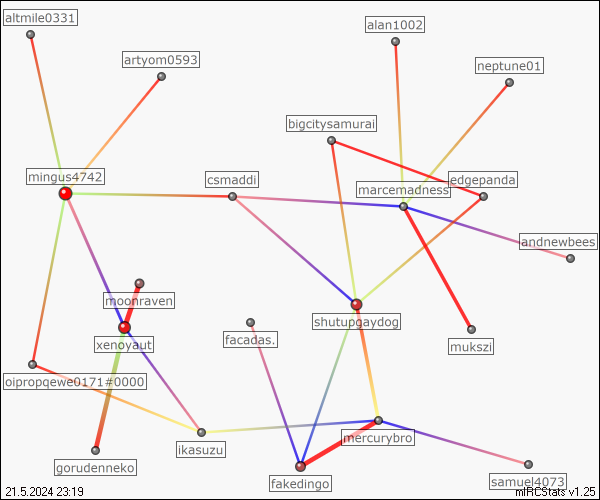 altmile0331
alan1002
artyom0593
neptune01
bigcitysamurai
mingus4742
csmaddi
edgepanda
marcemadness
andnewbees
moonraven
shutupgaydog
facadas.
xenoyaut
mukszi
oipropqewe0171#0000
mercurybro
ikasuzu
gorudenneko
fakedingo
samuel4073
21.5.2024 23:19
mIRCStats v1.25